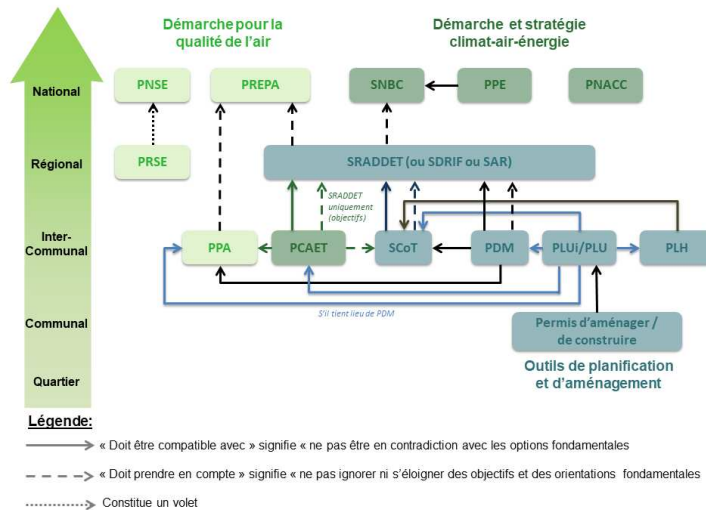 Démarche pour la
qualité de l'air
Démarche et stratégie
climat-air-énergie
National
PNSE
PREPA
SNBC
PPE
PNACC
Régional
PRSE
SRADDET (ou SDRIF ou SAR)
SRADDET
uniquement
(objectifs)
Inter-
Communal
PPA
PCAET
SCoT
PDM
PLUi/PLU
PLH
S'il tient lieu de PDM
Communal
Permis d'aménager /
de construire
Quartier
Outils de planification
et d'aménagement
Légende:
« Doit être compatible avec » signifie « ne pas être en contradiction avec les options fondamentales
« Doit prendre en compte » signifie « ne pas ignorer ni s'éloigner des objectifs et des orientations fondamentales
Constitue un volet